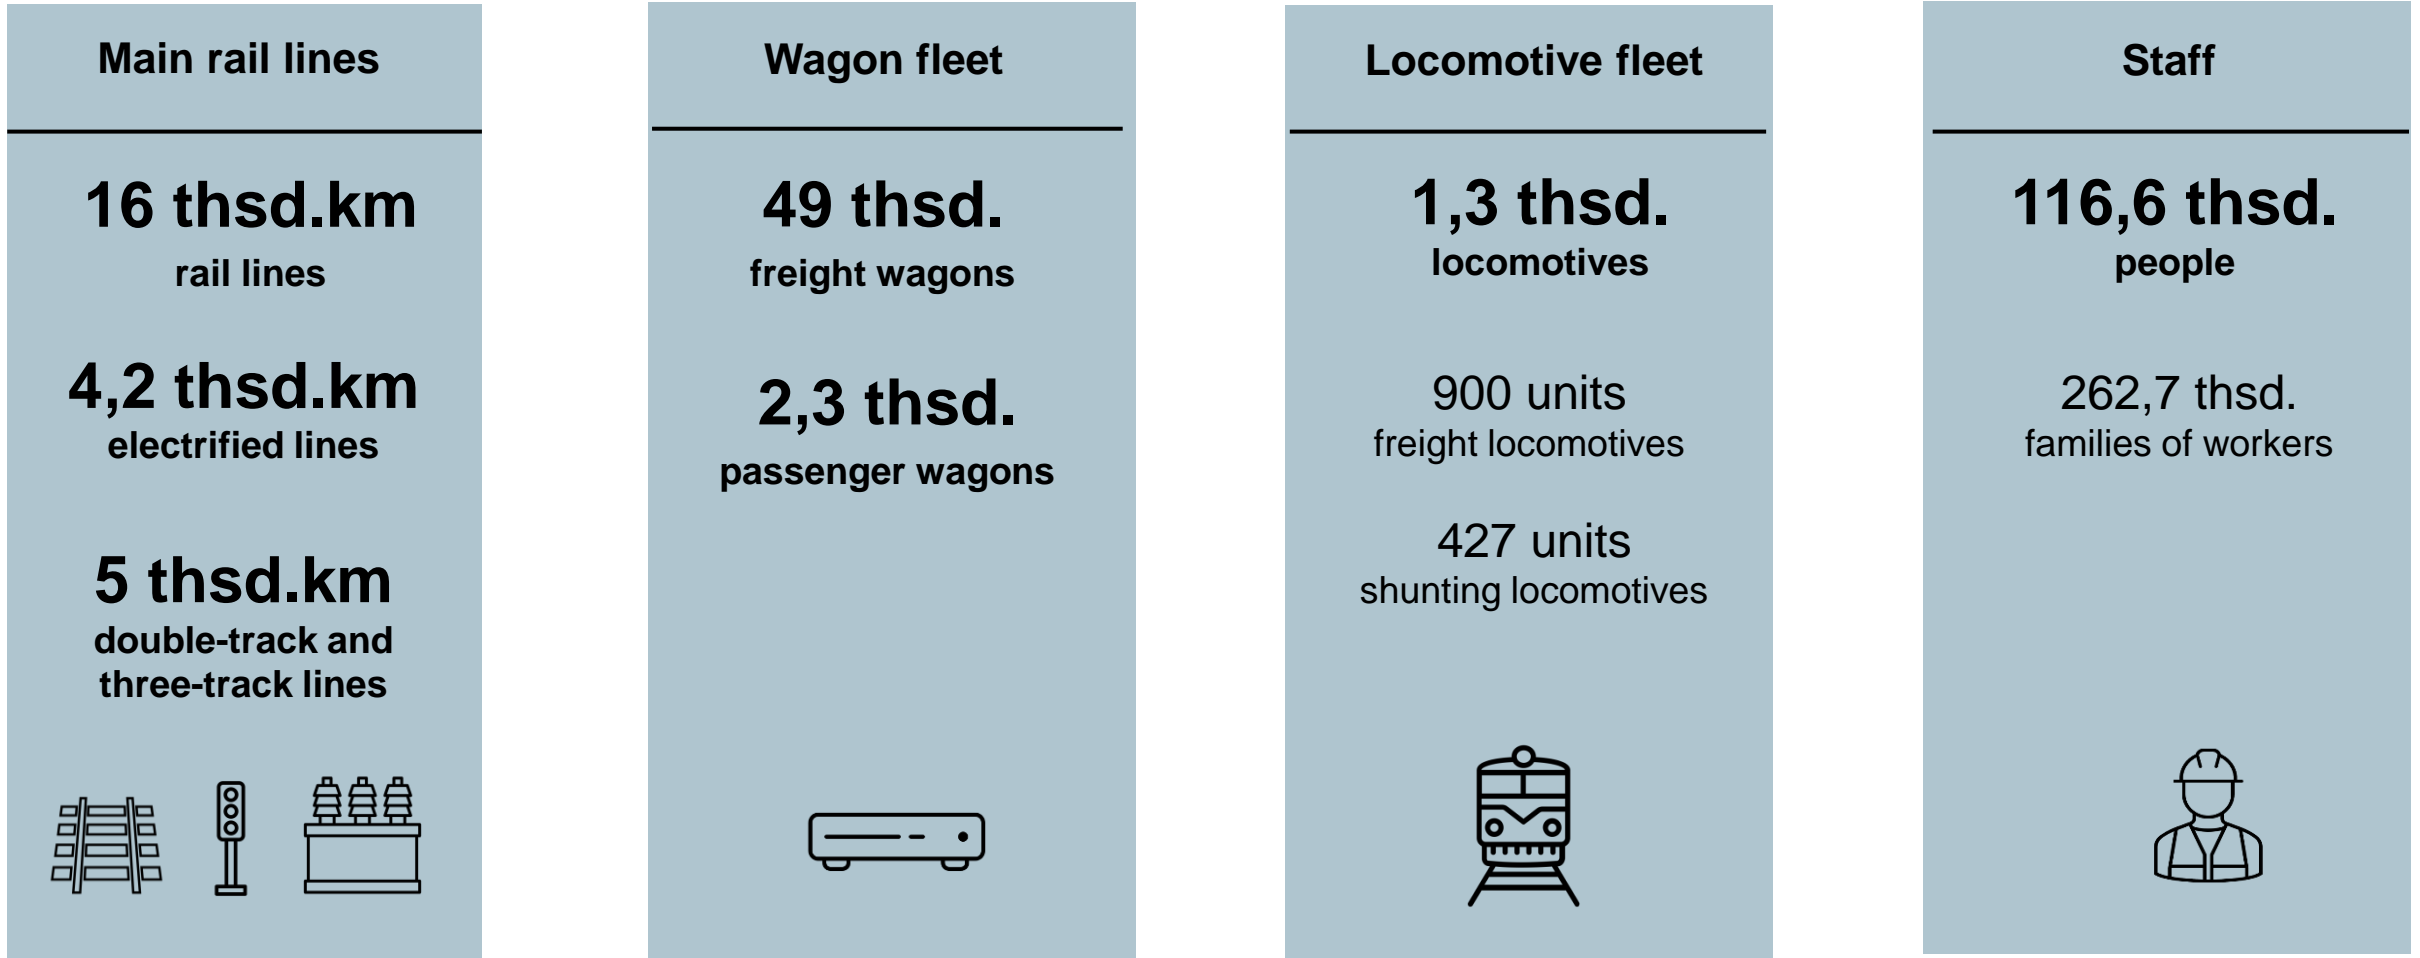 Main rail lines
16 thsd.km
rail lines
4,2 thsd.km
electrified lines
5 thsd.km
double-track and
three-track lines
Wagon fleet
49 thsd.
freight wagons
2,3 thsd.
passenger wagons
Locomotive fleet
1,3 thsd.
locomotives
900 units
freight locomotives
427 units
shunting locomotives
Staff
116,6 thsd.
people
262,7 thsd.
families of workers